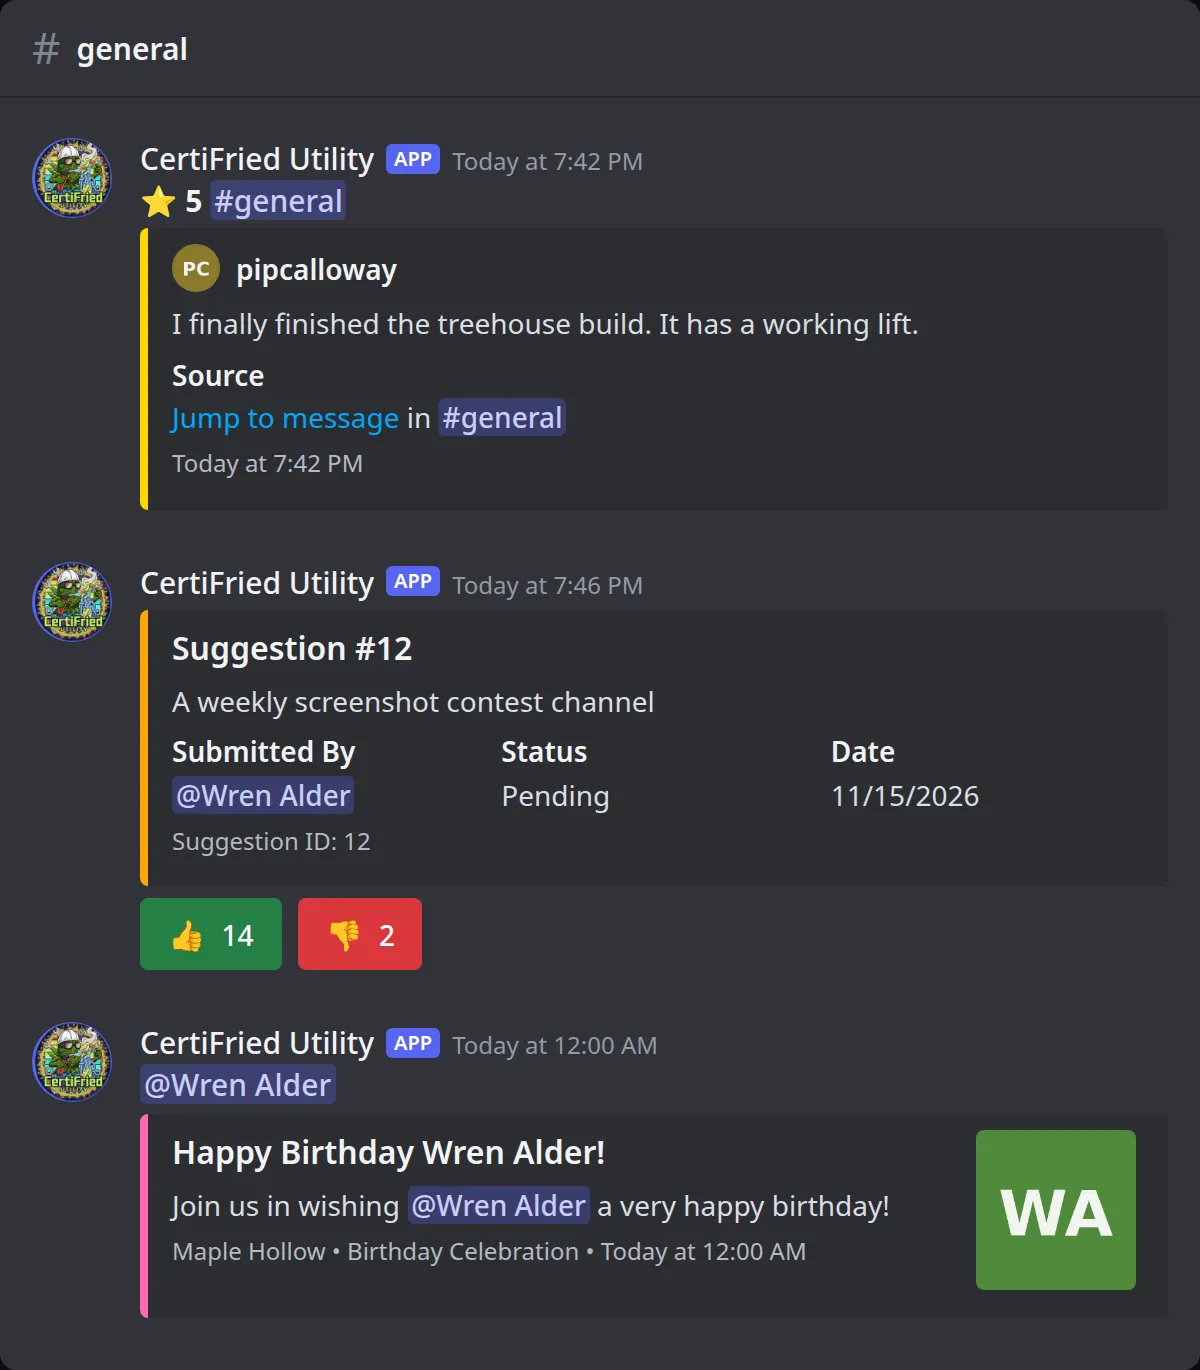 # general
CertiFried
CertiFried Utility APP Today at 7:42 PM
⭐ 5 #general
PC pipcalloway
I finally finished the treehouse build. It has a working lift.
Source
Jump to message in #general
Today at 7:42 PM
CertiFried
CertiFried Utility APP Today at 7:46 PM
Suggestion #12
A weekly screenshot contest channel
Submitted By Status Date
@Wren Alder Pending 11/15/2026
Suggestion ID: 12
👍 14 👎 2
CertiFried
CertiFried Utility APP Today at 12:00 AM
@Wren Alder
Happy Birthday Wren Alder!
WA
Join us in wishing @Wren Alder a very happy birthday!
Maple Hollow • Birthday Celebration • Today at 12:00 AM